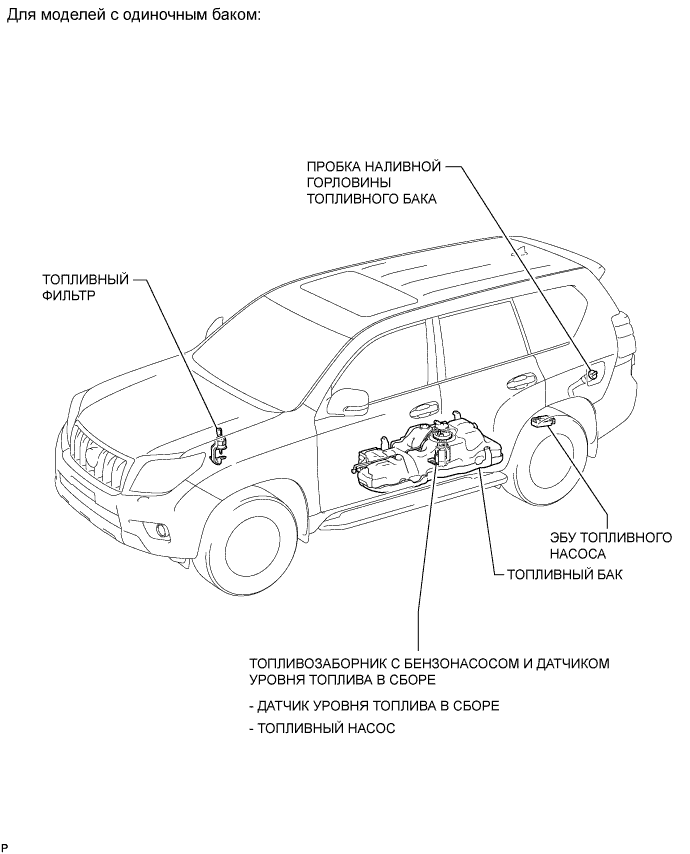 Для моделей с одиночным баком:
ПРОБКА НАЛИВНОЙ
ГОРЛОВИНЫ
ТОПЛИВНОГО БАКА
ТОПЛИВНЫЙ
ФИЛЬТР
ЭБУ ТОПЛИВНОГО
НАСОСА
ТОПЛИВНЫЙ БАК
ТОПЛИВОЗАБОРНИК С БЕНЗОНАСОСОМ И ДАТЧИКОМ
УРОВНЯ ТОПЛИВА В СБОРЕ
- ДАТЧИК УРОВНЯ ТОПЛИВА В СБОРЕ
- ТОПЛИВНЫЙ НАСОС
P